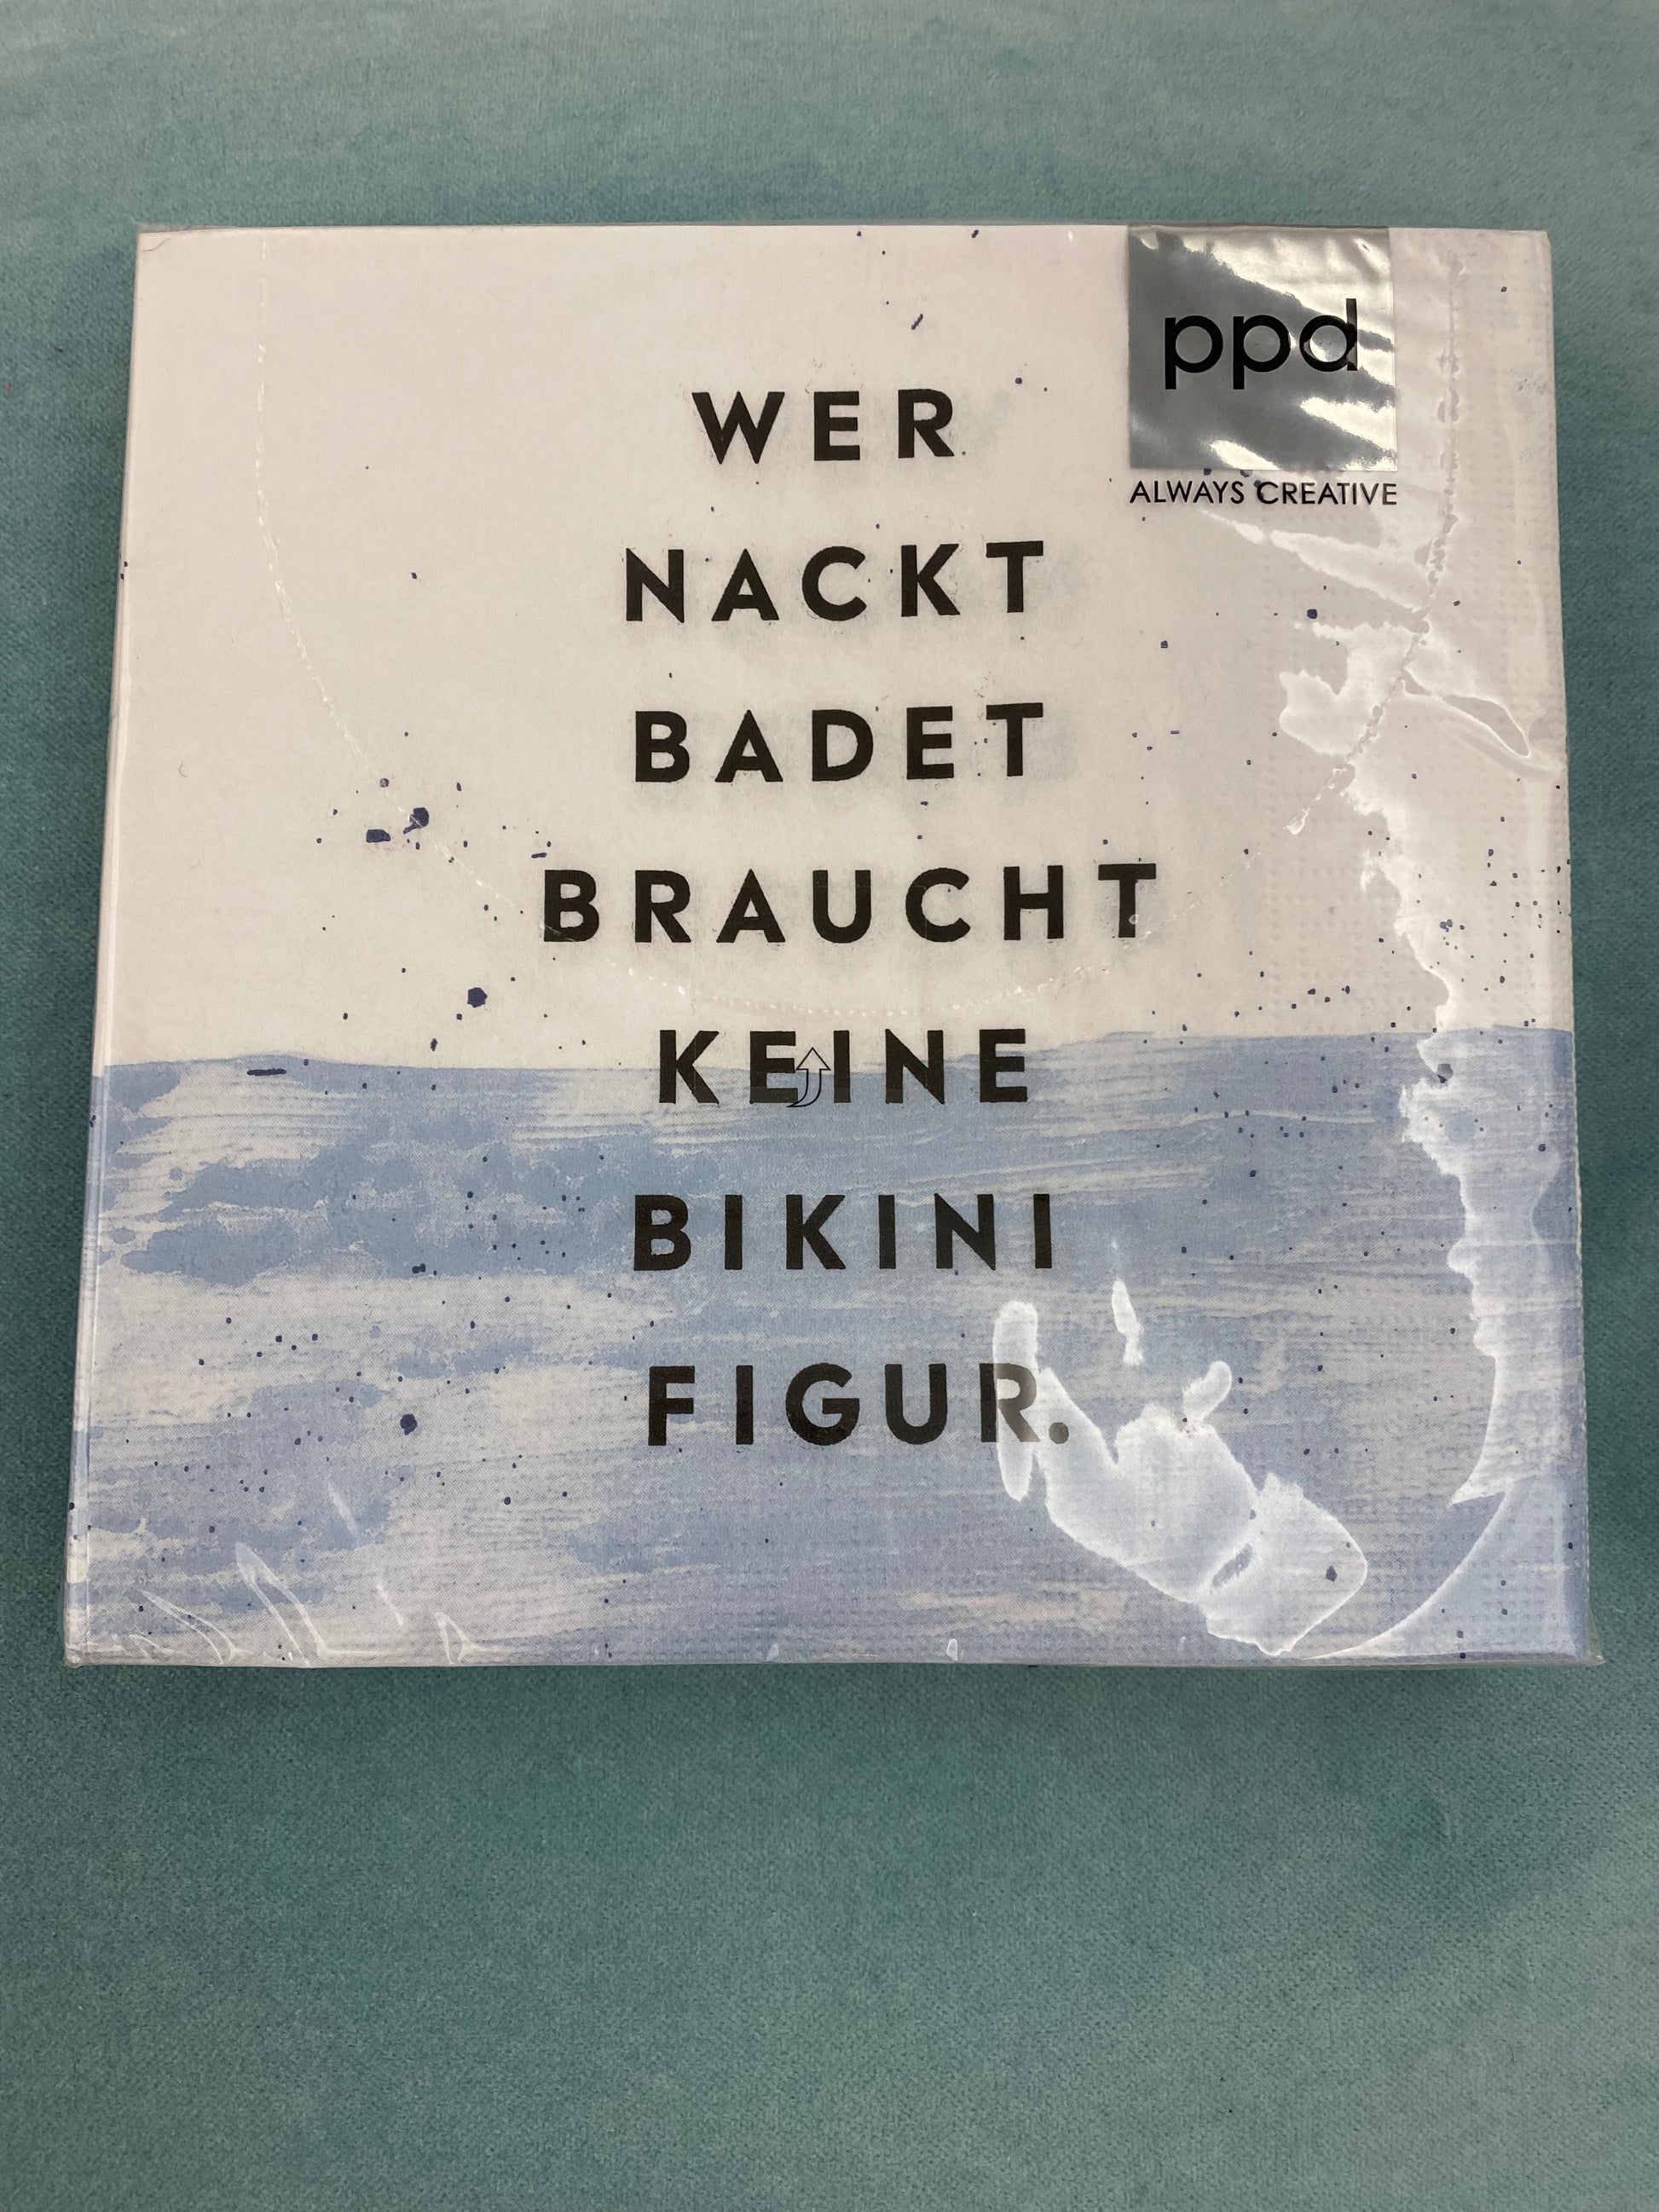 ppd
ALWAYS CREATIVE
WER
NACKT
BADET
BRAUCHT
KEINE
BIKINI
FIGUR.